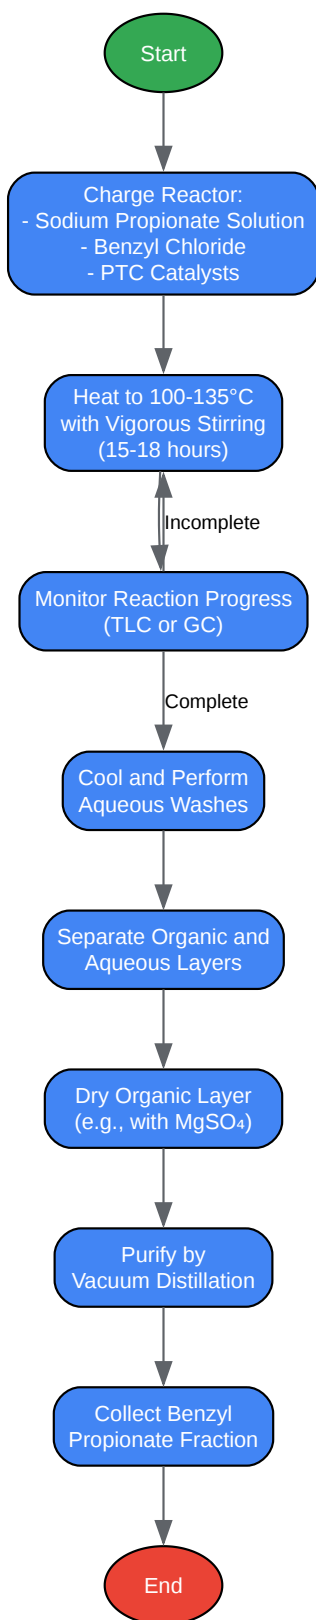 Start
Charge Reactor:
- Sodium Propionate Solution
- Benzyl Chloride
- PTC Catalysts
Heat to 100-135°C
with Vigorous Stirring
(15-18 hours)
Incomplete
Monitor Reaction Progress
(TLC or GC)
Complete
Cool and Perform
Aqueous Washes
Separate Organic and
Aqueous Layers
Dry Organic Layer
(e.g., with MgSO₄)
Purify by
Vacuum Distillation
Collect Benzyl
Propionate Fraction
End